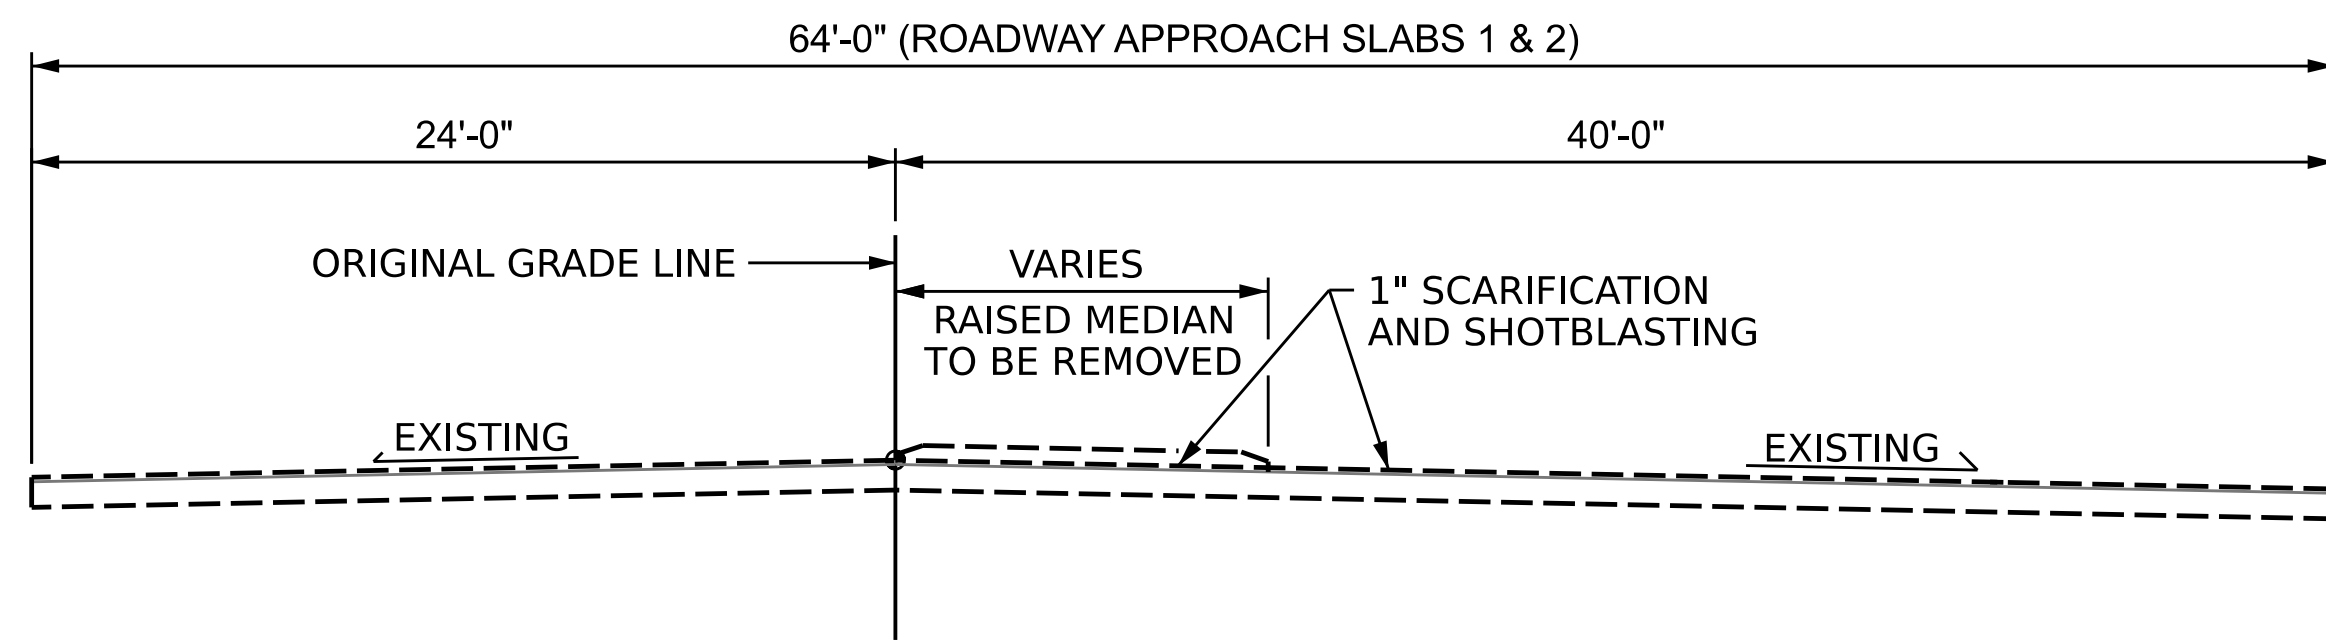 64'-0" (ROADWAY APPROACH SLABS 1 & 2)
24'-0"
40'-0"
ORIGINAL GRADE LINE
VARIES
RAISED MEDIAN
TO BE REMOVED
1" SCARIFICATION
AND SHOTBLASTING
EXISTING
EXISTING